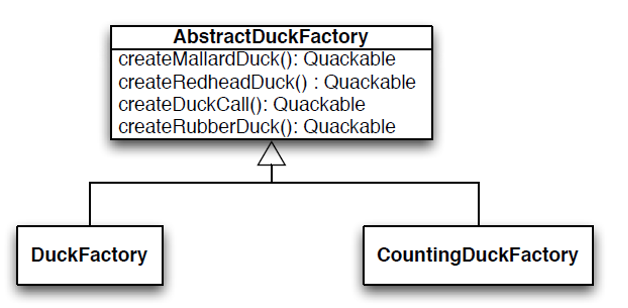 AbstractDuckFactory
createMallardDuck(): Quackable
createRedheadDuck() : Quackable
createDuckCall(): Quackable
createRubberDuck(): Quackable
DuckFactory
CountingDuckFactory